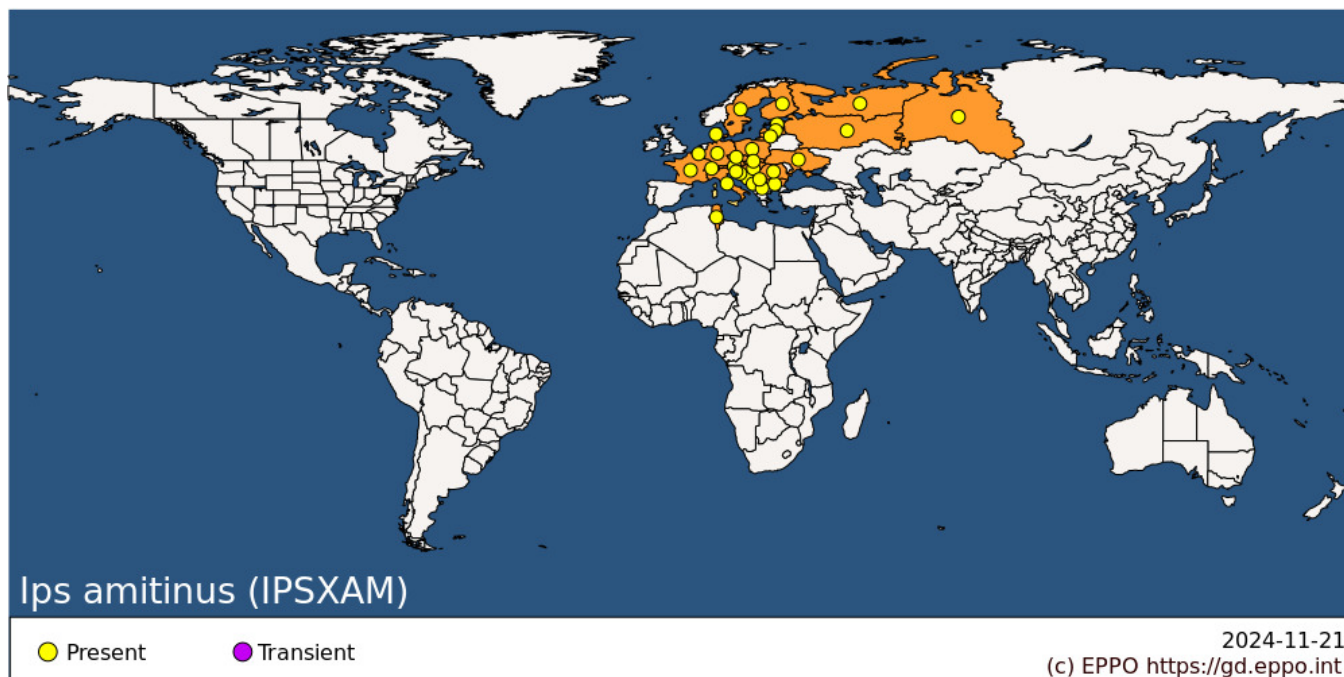 Ips amitinus (IPSXAM)
Present
Transient
2024-11-21
(c) EPPO https://gd.eppo.int